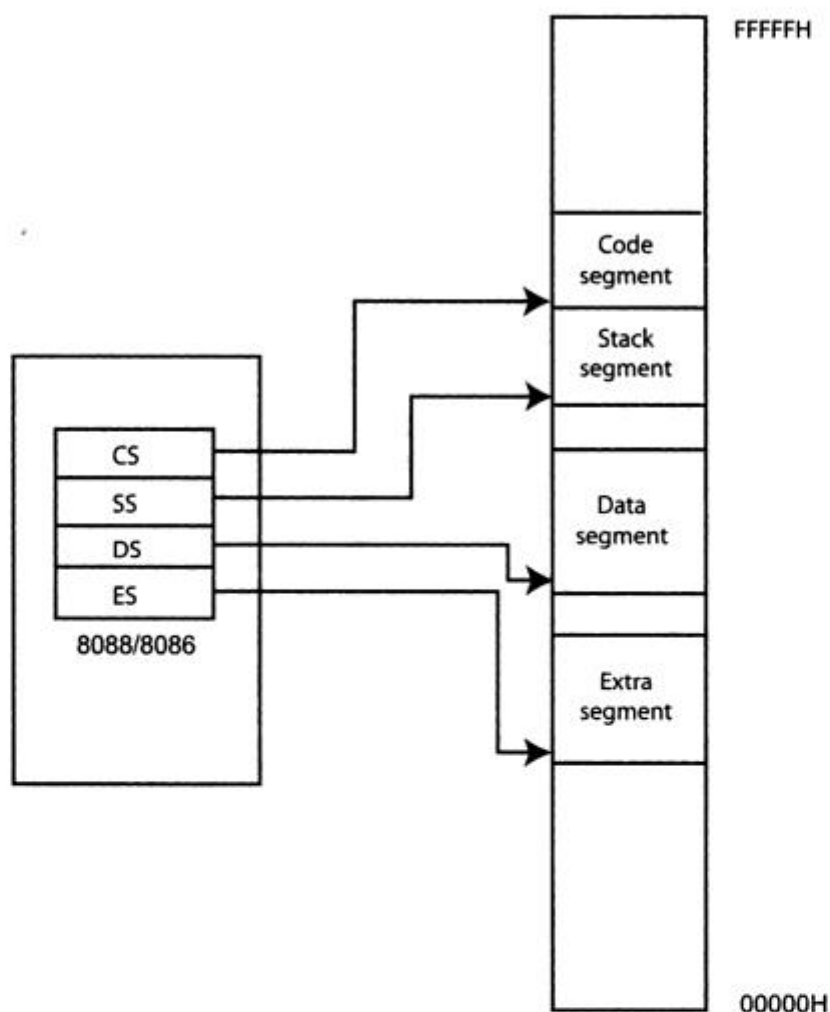 FFFFFH
Code
segment
Stack
segment
CS
SS
DS
ES
8088/8086
Data
segment
Extra
segment
00000H